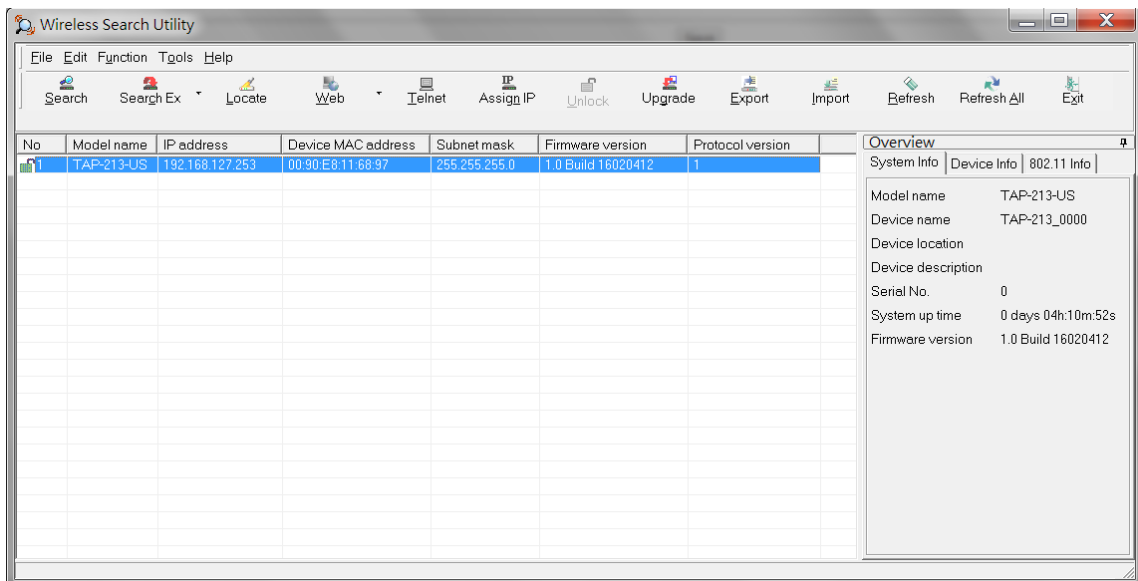 Wireless Search Utility
File Edit Function Tools Help
Search Search Ex Locate Web Telnet Assign IP Unlock Upgrade Export Import Refresh Refresh All Exit
No Model name IP address Device MAC address Subnet mask Firmware version Protocol version
1 TAP-213-US 192.168.127.253 00:90:E8:11:68:97 255.255.255.0 1.0 Build 16020412 1
Overview
System Info Device Info 802.11 Info
Model name TAP-213-US
Device name TAP-213_0000
Device location
Device description
Serial No. 0
System up time 0 days 04h:10m:52s
Firmware version 1.0 Build 16020412